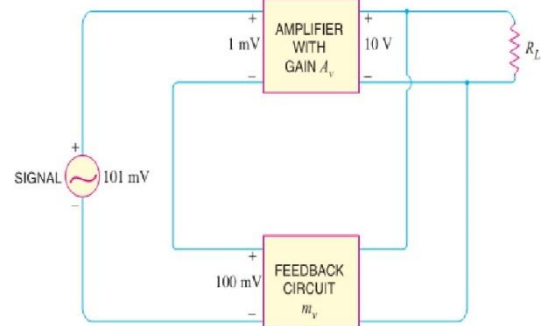 + +
1 mV AMPLIFIER WITH GAIN A_v 10 V R_L
– –
+
SIGNAL 101 mV
–
+
100 mV FEEDBACK CIRCUIT m_v
–